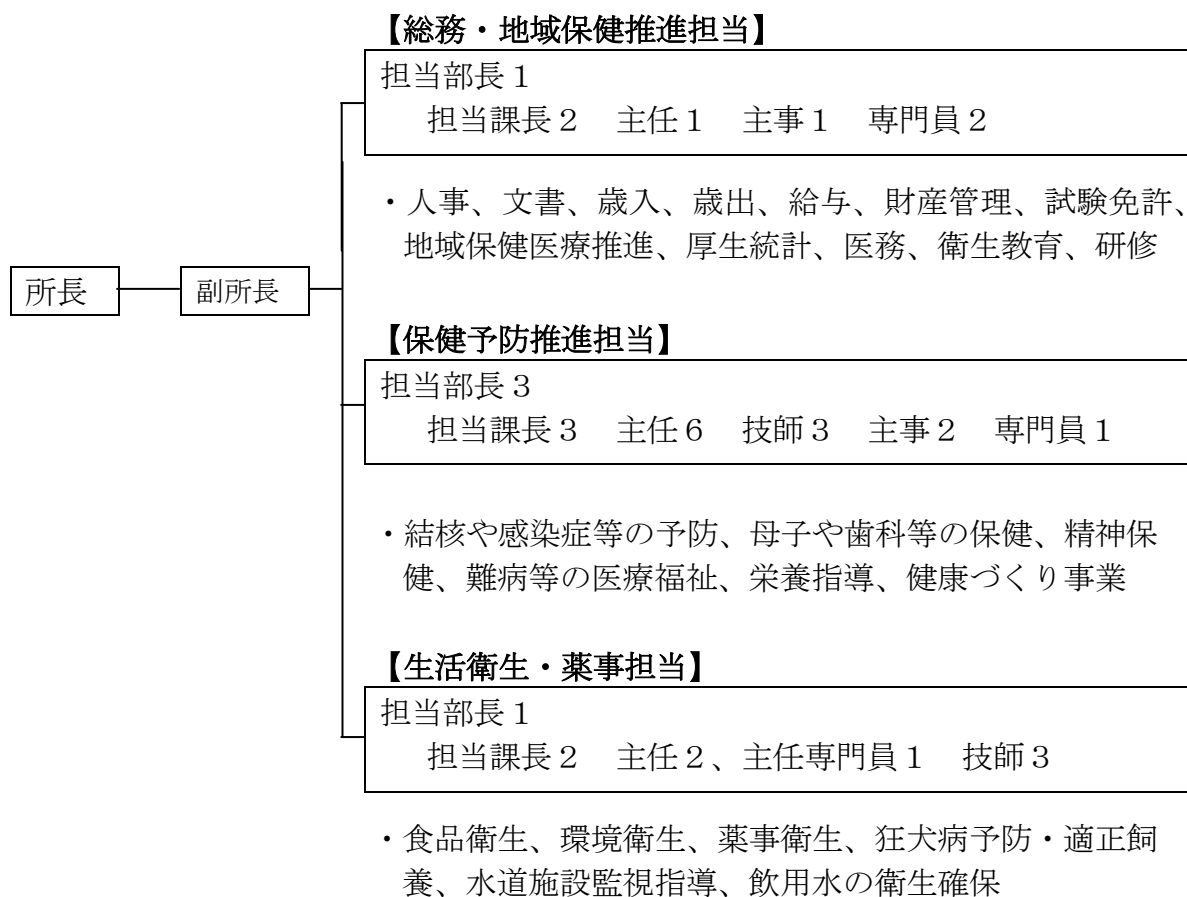 【総務・地域保健推進担当】
担当部長１
担当課長２　主任１　主事１　専門員２
・人事、文書、歳入、歳出、給与、財産管理、試験免許、
地域保健医療推進、厚生統計、医務、衛生教育、研修
所長
副所長
【保健予防推進担当】
担当部長３
担当課長３　主任６　技師３　主事２　専門員１
・結核や感染症等の予防、母子や歯科等の保健、精神保
健、難病等の医療福祉、栄養指導、健康づくり事業
【生活衛生・薬事担当】
担当部長１
担当課長２　主任２、主任専門員１　技師３
・食品衛生、環境衛生、薬事衛生、狂犬病予防・適正飼
養、水道施設監視指導、飲用水の衛生確保